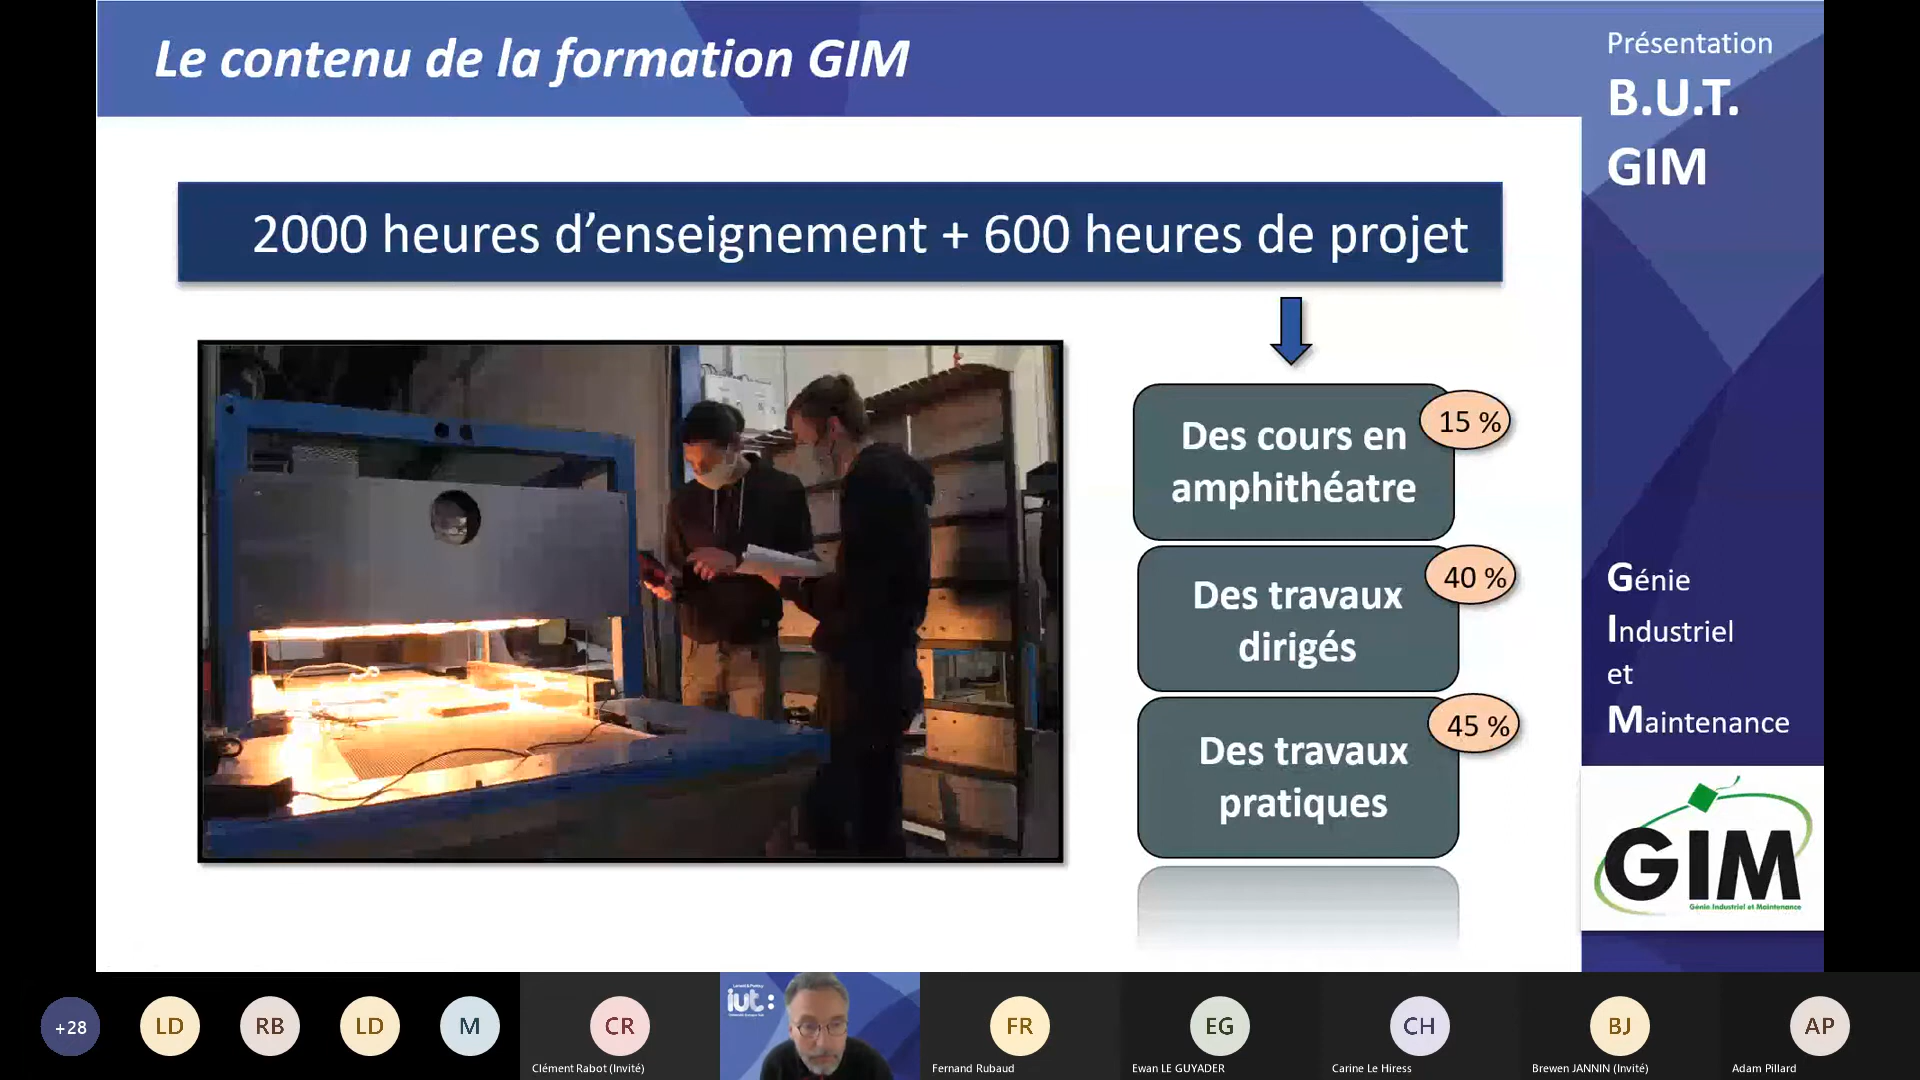 Le contenu de la formation GIM
Présentation
B.U.T.
GIM
2000 heures d’enseignement + 600 heures de projet
Des cours en
amphithéatre
15 %
Des travaux
dirigés
40 %
Des travaux
pratiques
45 %
Génie
Industriel
et
Maintenance
GIM
Génie Industriel et Maintenance
+28
LD
RB
LD
M
CR
Clément Rabot (Invité)
iut:
FR
Fernand Rubaud
EG
Ewan LE GUYADER
CH
Carine Le Hiress
BJ
Brewen JANNIN (Invité)
AP
Adam Pillard